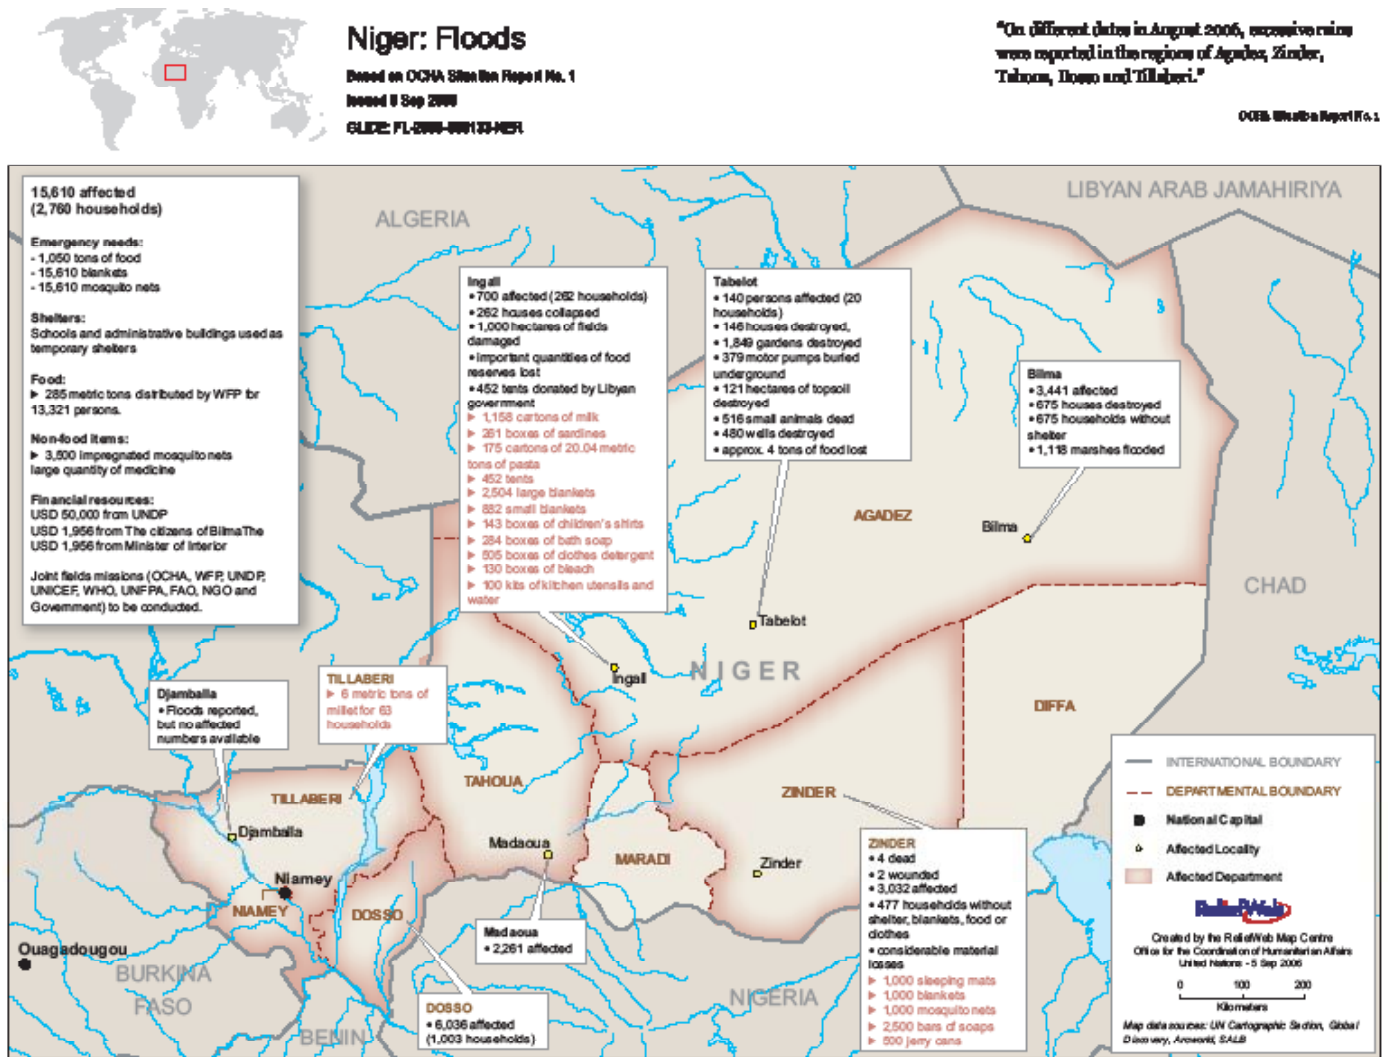 Niger: Floods
Based on OCHA Situation Report No. 1
Issued 5 Sep 2006
GLIDE: FL-2006-000133-NER
"On different dates in August 2006, excessive rains
were reported in the regions of Agadez, Zinder,
Tahoua, Dosso and Tillaberi."
OCHA Situation Report No. 1
15,610 affected
(2,760 households)
Emergency needs:
- 1,050 tons of food
- 15,610 blankets
- 15,610 mosquito nets
Shelters:
Schools and administrative buildings used as
temporary shelters
Food:
285 metric tons distributed by WFP for
13,321 persons.
Non-food items:
3,500 impregnated mosquito nets
large quantity of medicine
Financial resources:
USD 50,000 from UNDP
USD 1,956 from The citizens of BilmaThe
USD 1,956 from Minister of Interior
Joint fields missions (OCHA, WFP, UNDP,
UNICEF, WHO, UNFPA, FAO, NGO and
Government) to be conducted.
ALGERIA
LIBYAN ARAB JAMAHIRIYA
Ingall
• 700 affected (262 households)
• 262 houses collapsed
• 1,000 hectares of fields
damaged
• important quantities of food
reserves lost
• 452 tents donated by Libyan
government
1,158 cartons of milk
261 boxes of sardines
175 cartons of 20.04 metric
tons of pasta
452 tents
2,504 large blankets
882 small blankets
143 boxes of children's shirts
284 boxes of bath soap
505 boxes of clothes detergent
130 boxes of bleach
100 kits of kitchen utensils and
water
Tabelot
• 140 persons affected (20
households)
• 146 houses destroyed,
• 1,849 gardens destroyed
• 379 motor pumps buried
underground
• 121 hectares of topsoil
destroyed
• 516 small animals dead
• 480 wells destroyed
• approx. 4 tons of food lost
Bilma
• 3,441 affected
• 675 houses destroyed
• 675 households without
shelter
• 1,118 marshes flooded
AGADEZ
Bilma
CHAD
Tabelot
NIGER
Ingall
DIFFA
TILLABERI
6 metric tons of
millet for 63
households
Djamballa
• Floods reported,
but no affected
numbers available
TAHOUA
TILLABERI
ZINDER
Djamballa
Madaoua
MARADI
Zinder
Niamey
NIAMEY
DOSSO
Ouagadougou
BURKINA
FASO
BENIN
NIGERIA
Madaoua
• 2,261 affected
DOSSO
• 6,036 affected
(1,003 households)
ZINDER
• 4 dead
• 2 wounded
• 3,032 affected
• 477 households without
shelter, blankets, food or
clothes
• considerable material
losses
1,000 sleeping mats
1,000 blankets
1,000 mosquito nets
2,500 bars of soaps
500 jerry cans
INTERNATIONAL BOUNDARY
DEPARTMENTAL BOUNDARY
National Capital
Affected Locality
Affected Department
ReliefWeb
Created by the ReliefWeb Map Centre
Office for the Coordination of Humanitarian Affairs
United Nations - 5 Sep 2006
0 100 200
Kilometers
Map data sources: UN Cartographic Section, Global
Discovery, Arcworld, SALB